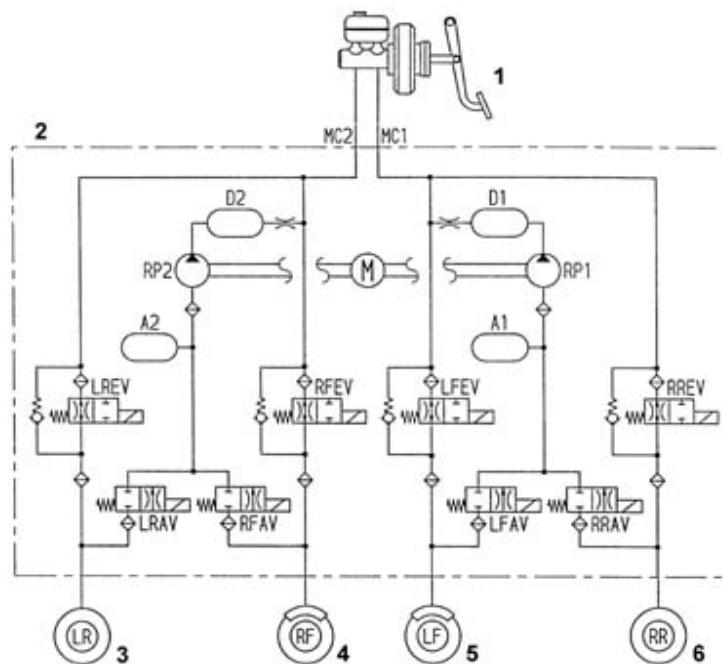 1
2
MC2 MC1
D2 D1
RP2 M RP1
A2 A1
LREV RFEV LFEV RREV
LRAV RFAV LFAV RRAV
LR 3 RF 4 LF 5 RR 6